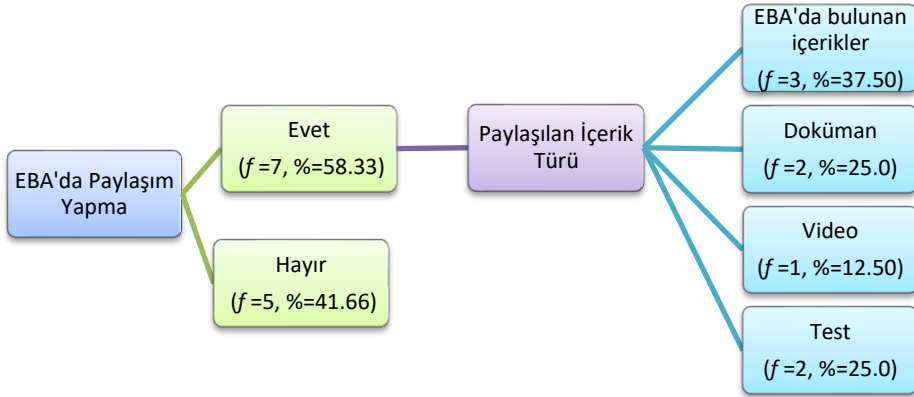 EBA'da Paylaşım
Yapma
Evet
(f =7, %=58.33)
Hayır
(f =5, %=41.66)
Paylaşılan İçerik
Türü
EBA'da bulunan
içerikler
(f =3, %=37.50)
Doküman
(f =2, %=25.0)
Video
(f =1, %=12.50)
Test
(f =2, %=25.0)